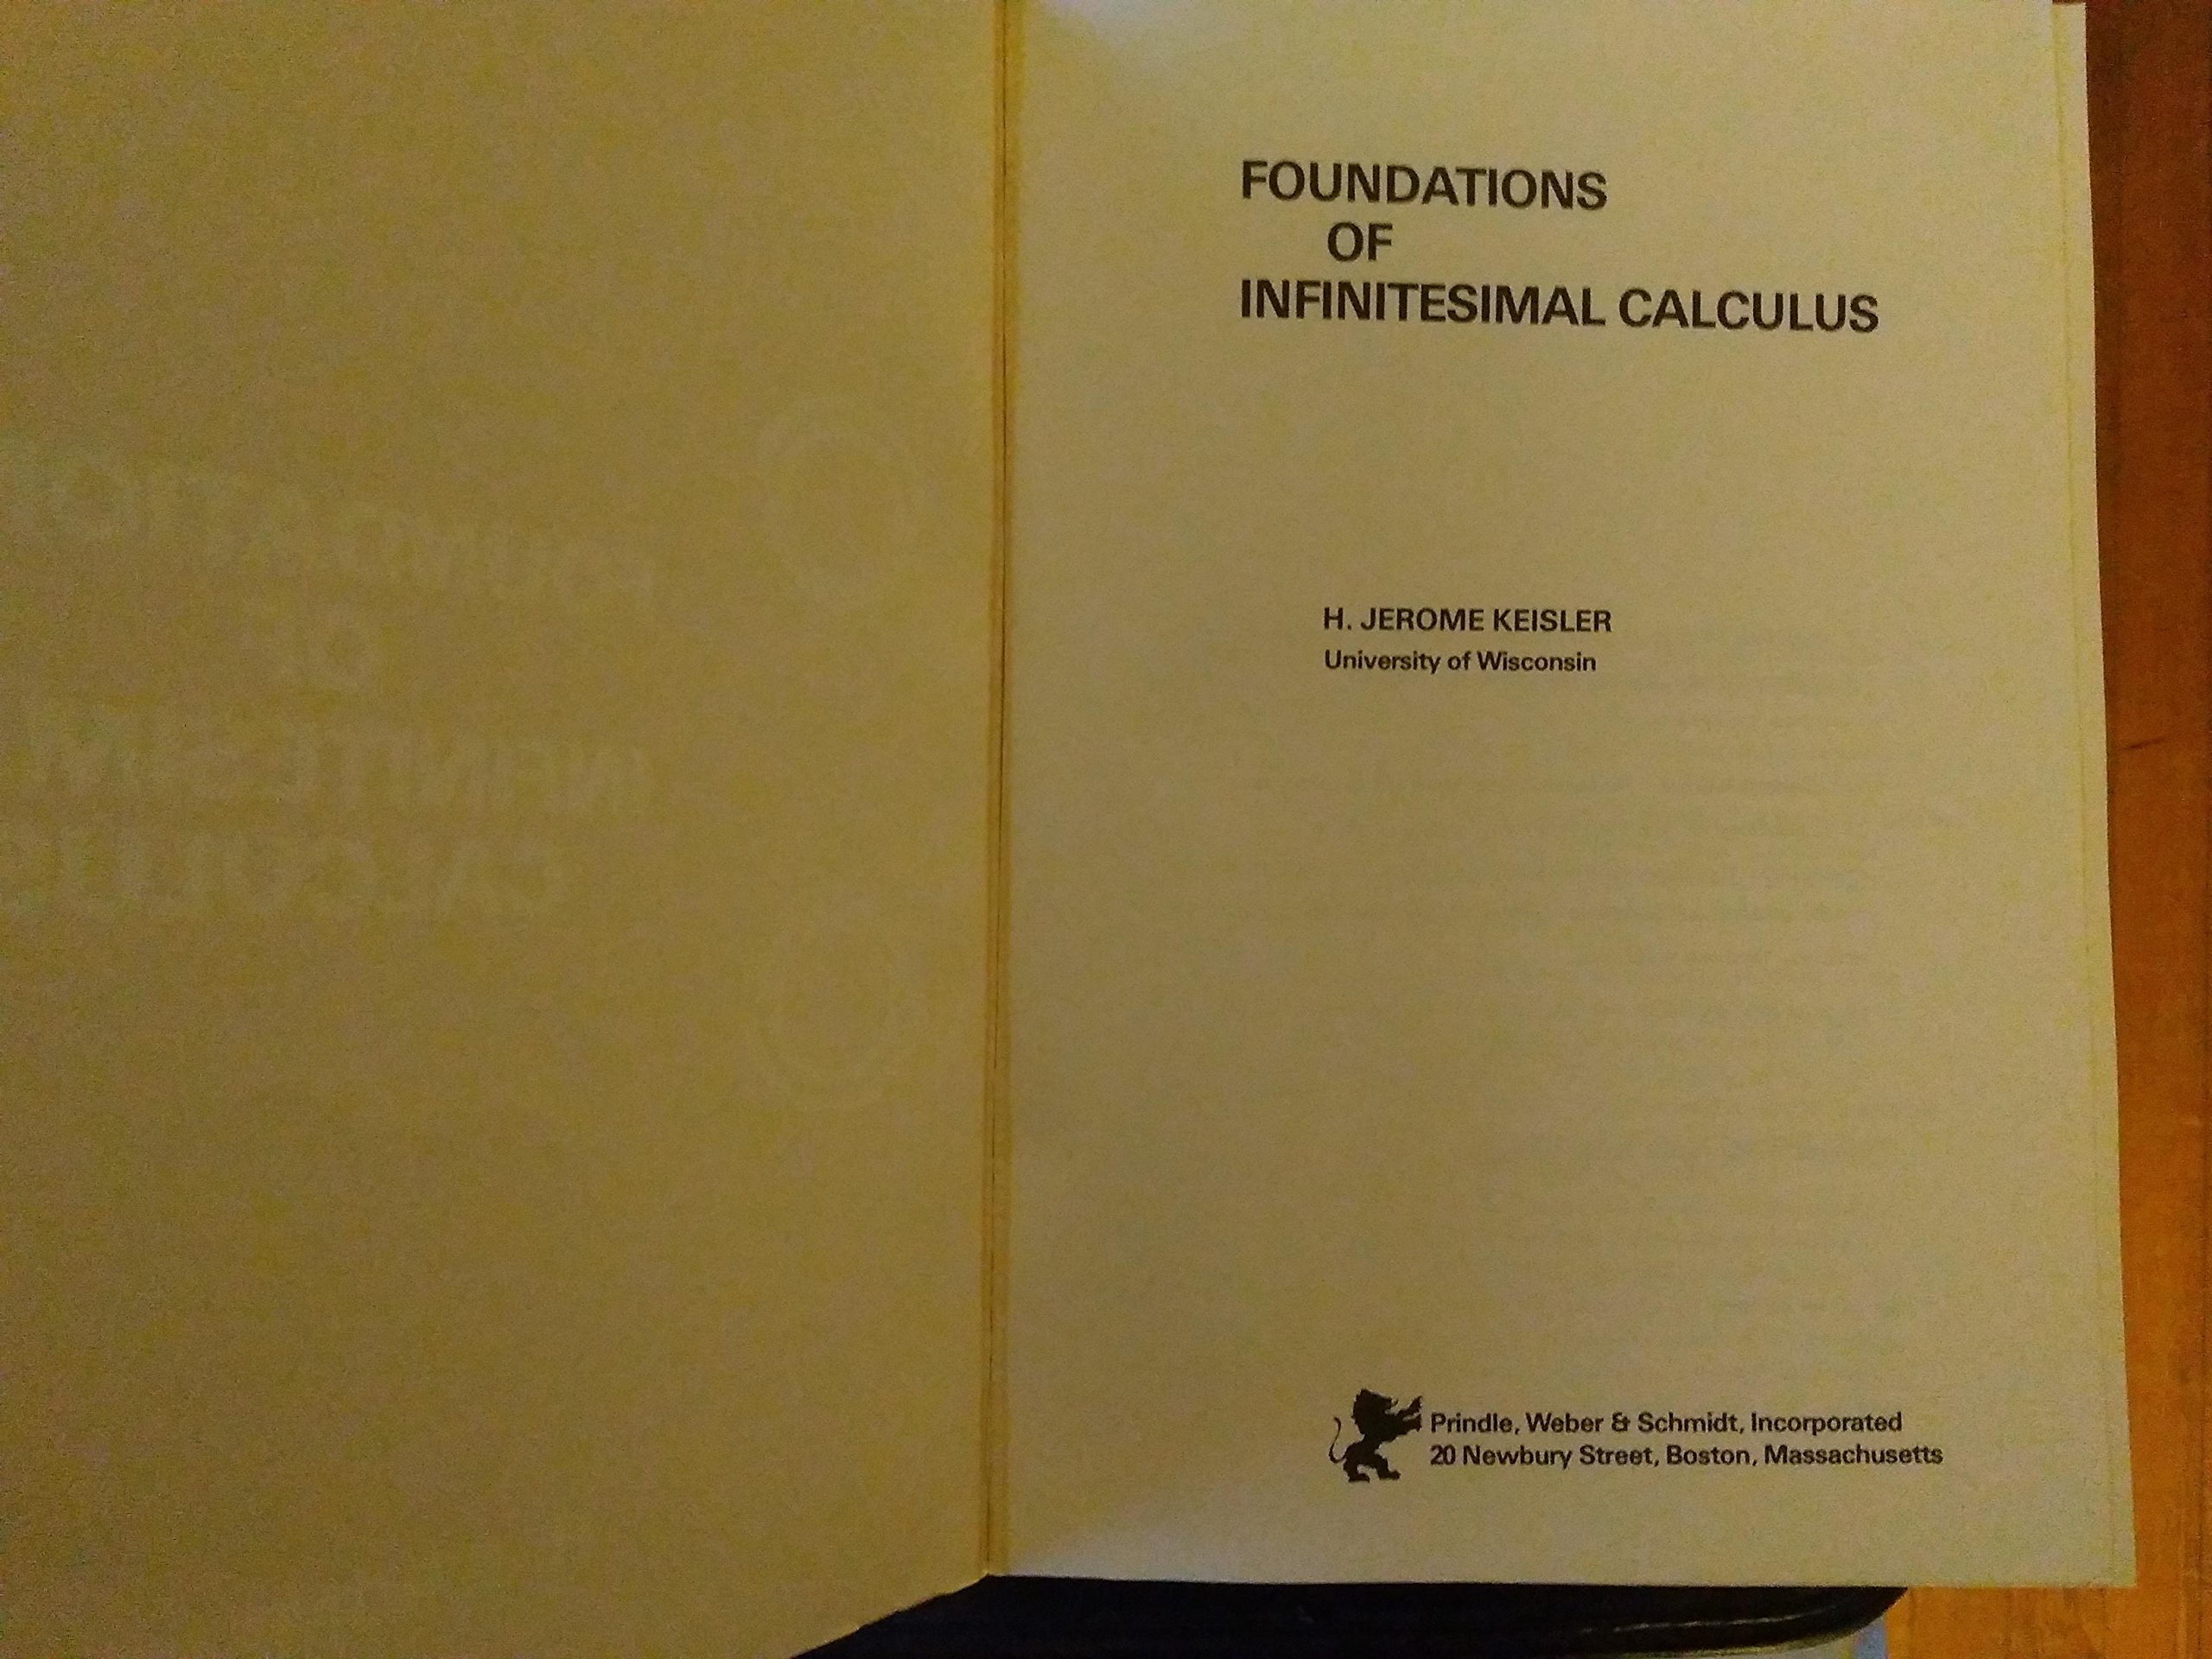 FOUNDATIONS
OF
INFINITESIMAL CALCULUS
H. JEROME KEISLER
University of Wisconsin
Prindle, Weber & Schmidt, Incorporated
20 Newbury Street, Boston, Massachusetts